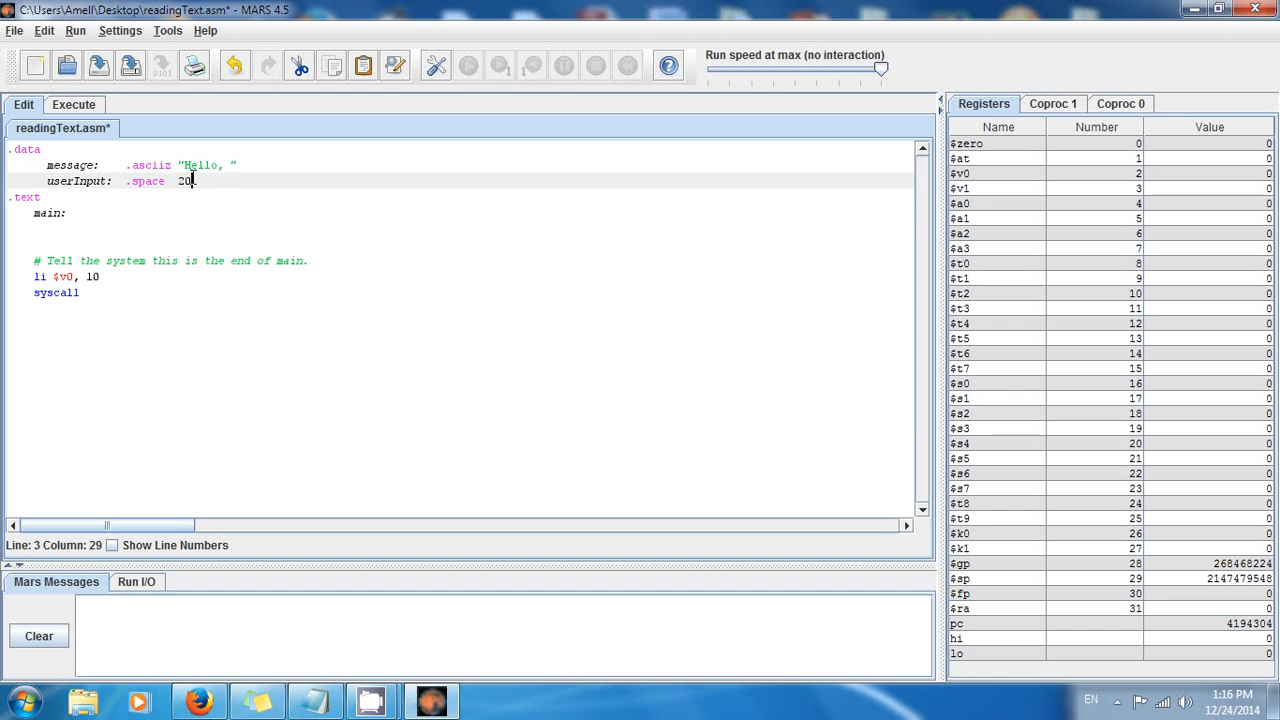 C:\Users\Amell\Desktop\readingText.asm* - MARS 4.5
File Edit Run Settings Tools Help
Run speed at max (no interaction)
Edit Execute
readingText.asm*
.data
message: .asciiz "Hello, "
userInput: .space 20
.text
main:
# Tell the system this is the end of main.
li $v0, 10
syscall
Line: 3 Column: 29 Show Line Numbers
Mars Messages Run I/O
Clear
Registers Coproc 1 Coproc 0
Name Number Value
$zero 0 0
$at 1 0
$v0 2 0
$v1 3 0
$a0 4 0
$a1 5 0
$a2 6 0
$a3 7 0
$t0 8 0
$t1 9 0
$t2 10 0
$t3 11 0
$t4 12 0
$t5 13 0
$t6 14 0
$t7 15 0
$s0 16 0
$s1 17 0
$s2 18 0
$s3 19 0
$s4 20 0
$s5 21 0
$s6 22 0
$s7 23 0
$t8 24 0
$t9 25 0
$k0 26 0
$k1 27 0
$gp 28 268468224
$sp 29 2147479548
$fp 30 0
$ra 31 0
pc 4194304
hi 0
lo 0
EN 1:16 PM
12/24/2014